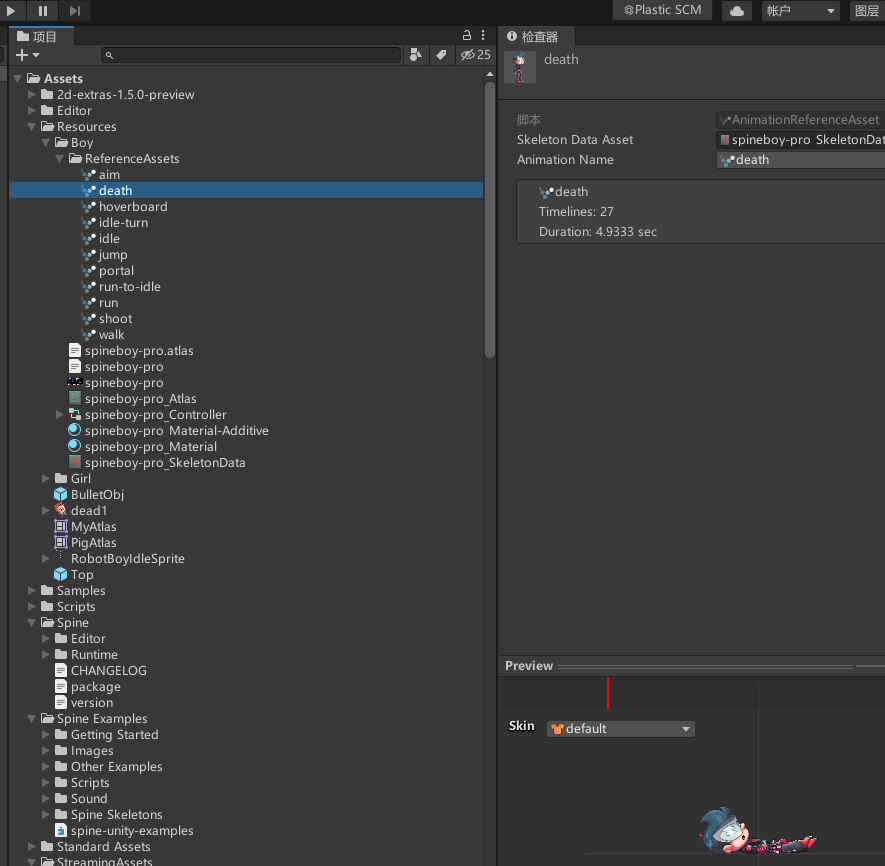 Plastic SCM
帐户
图层
项目
25
Assets
2d-extras-1.5.0-preview
Editor
Resources
Boy
ReferenceAssets
aim
death
hoverboard
idle-turn
idle
jump
portal
run-to-idle
run
shoot
walk
spineboy-pro.atlas
spineboy-pro
spineboy-pro
spineboy-pro_Atlas
spineboy-pro_Controller
spineboy-pro_Material-Additive
spineboy-pro_Material
spineboy-pro_SkeletonData
Girl
BulletObj
dead1
MyAtlas
PigAtlas
RobotBoyIdleSprite
Top
Samples
Scripts
Spine
Editor
Runtime
CHANGELOG
package
version
Spine Examples
Getting Started
Images
Other Examples
Scripts
Sound
Spine Skeletons
spine-unity-examples
Standard Assets
StreamingAssets
检查器
death
脚本
AnimationReferenceAsset
Skeleton Data Asset
spineboy-pro_SkeletonDat
Animation Name
death
death
Timelines: 27
Duration: 4.9333 sec
Preview
Skin
default